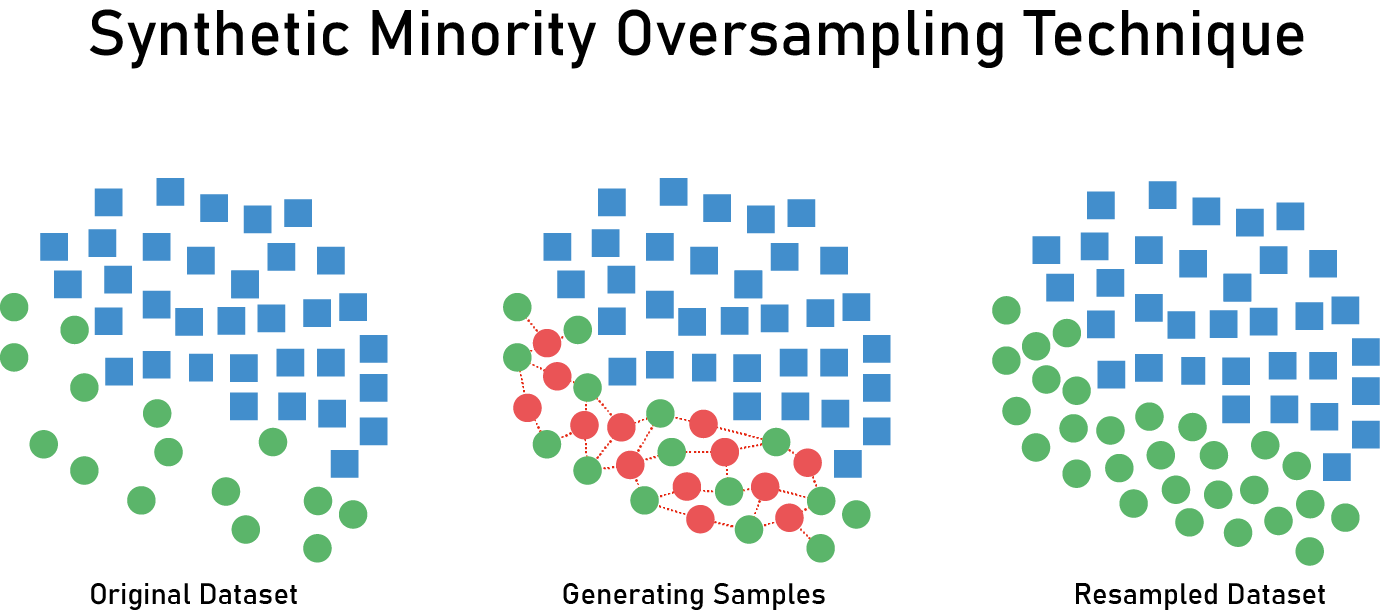 Synthetic Minority Oversampling Technique
Original Dataset
Generating Samples
Resampled Dataset